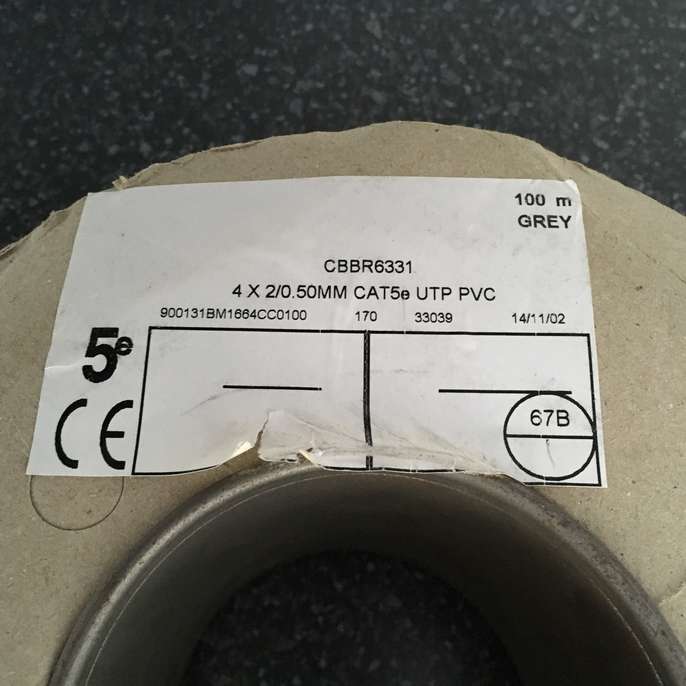 100 m
GREY
CBBR6331
4 X 2/0.50MM CAT5e UTP PVC
900131BM1664CC0100 170 33039 14/11/02
5e
CE
67B